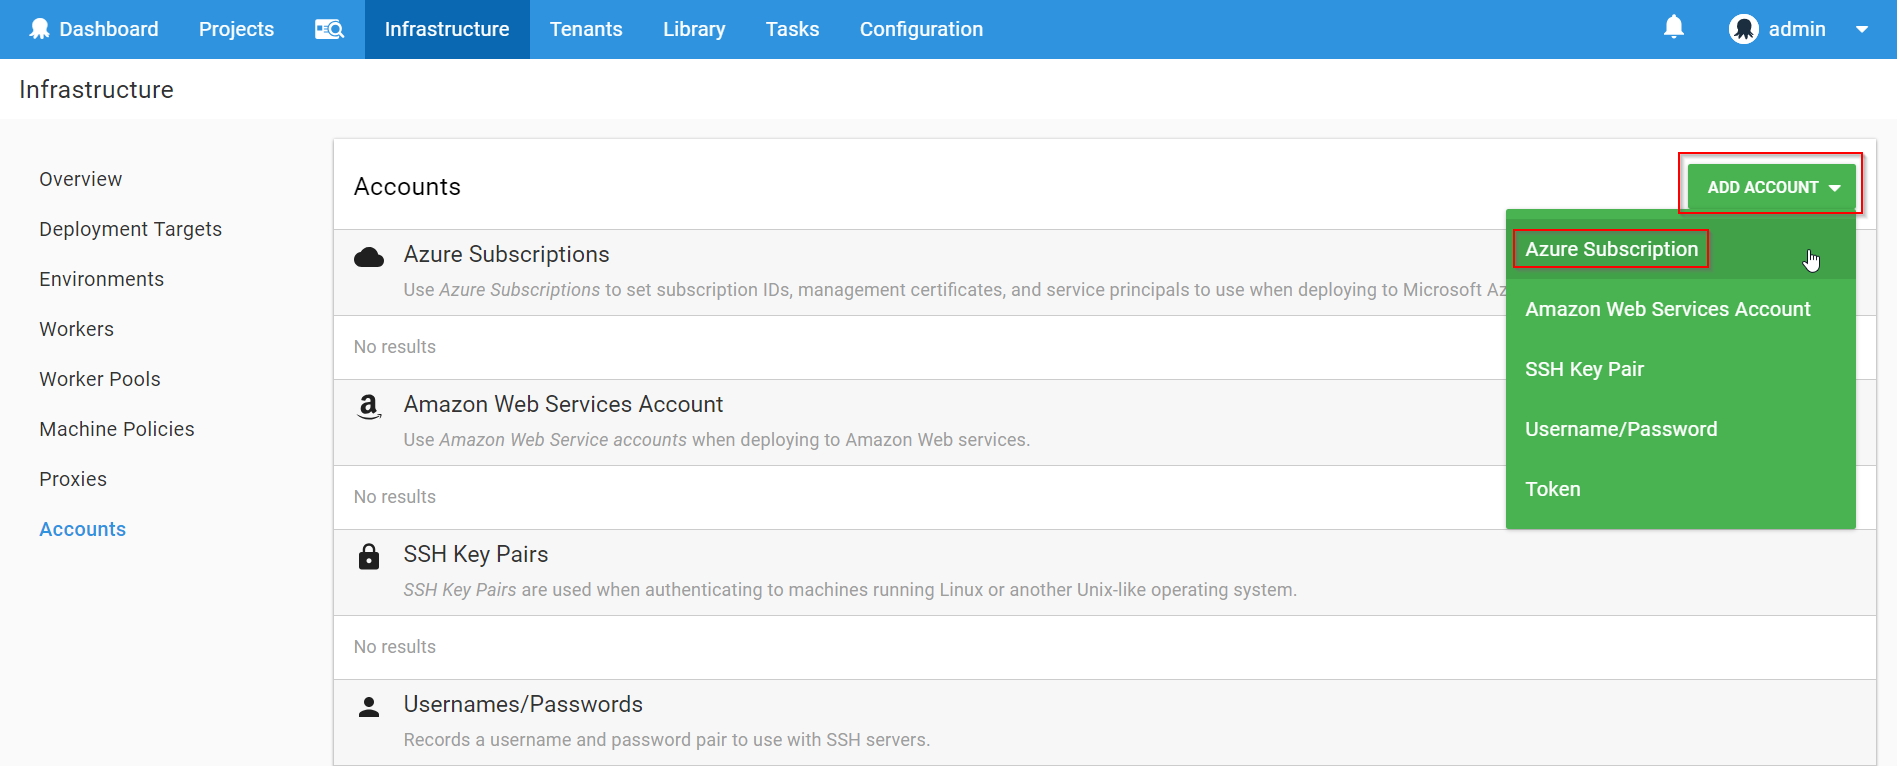 Dashboard Projects Infrastructure Tenants Library Tasks Configuration admin
Infrastructure
Overview
Deployment Targets
Environments
Workers
Worker Pools
Machine Policies
Proxies
Accounts
Accounts
ADD ACCOUNT
Azure Subscription
Amazon Web Services Account
SSH Key Pair
Username/Password
Token
Azure Subscriptions
Use Azure Subscriptions to set subscription IDs, management certificates, and service principals to use when deploying to Microsoft Az
No results
Amazon Web Services Account
Use Amazon Web Service accounts when deploying to Amazon Web services.
No results
SSH Key Pairs
SSH Key Pairs are used when authenticating to machines running Linux or another Unix-like operating system.
No results
Usernames/Passwords
Records a username and password pair to use with SSH servers.